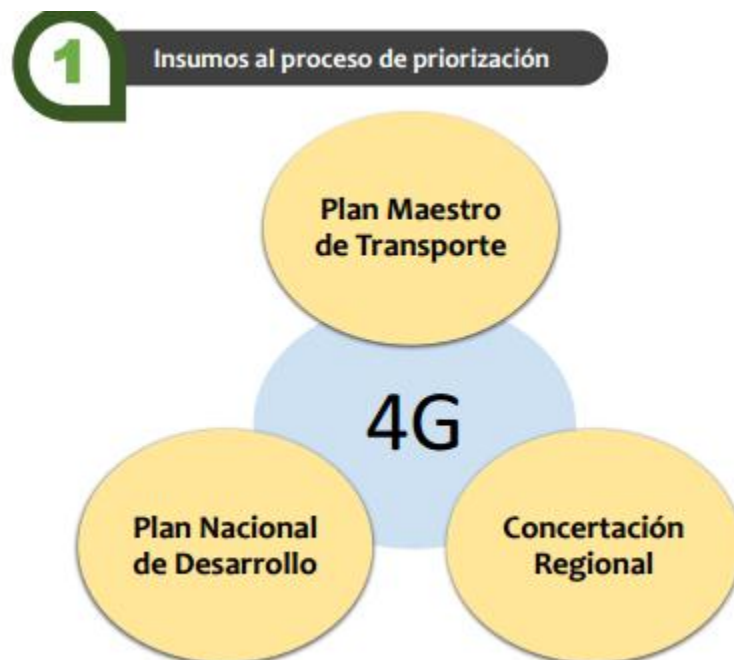 1
Insumos al proceso de priorización
Plan Maestro
de Transporte
4G
Plan Nacional
de Desarrollo
Concertación
Regional